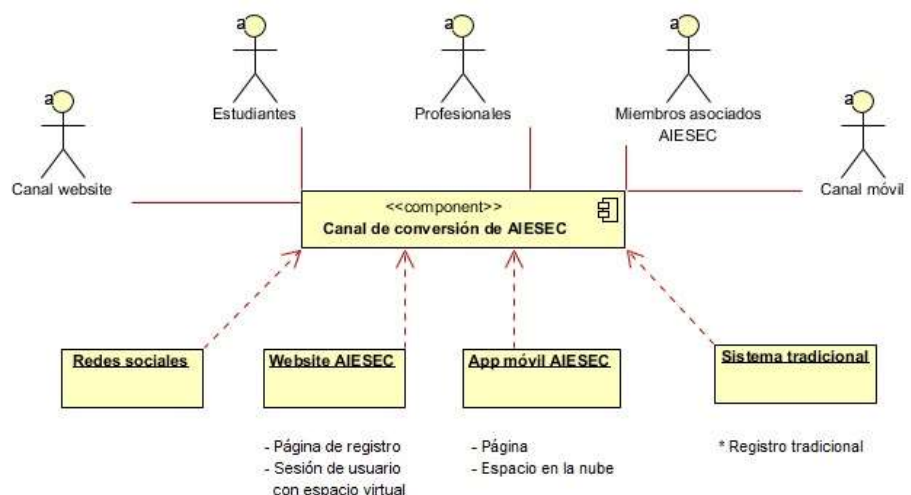 a
a
a
Estudiantes
Profesionales
Miembros asociados
AIESEC
a
a
Canal website
Canal móvil
<<component>>
Canal de conversión de AIESEC
Redes sociales
Website AIESEC
App móvil AIESEC
Sistema tradicional
- Página de registro
- Sesión de usuario
con espacio virtual
- Página
- Espacio en la nube
* Registro tradicional